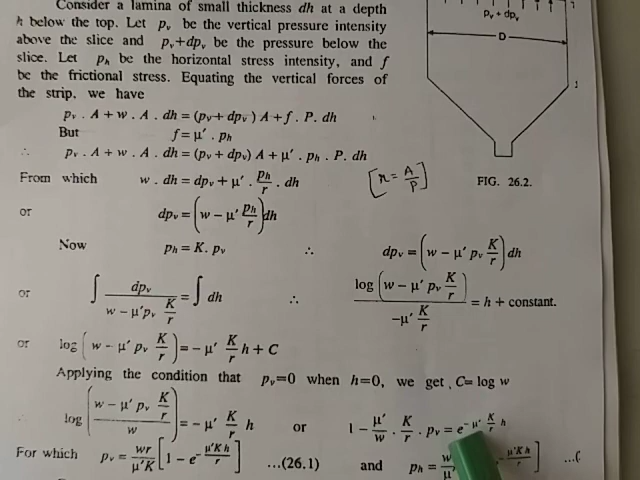 Consider a lamina of small thickness dh at a depth
h below the top. Let pᵥ be the vertical pressure intensity
above the slice and pᵥ+dpᵥ be the pressure below the
slice. Let pₕ be the horizontal stress intensity, and f
be the frictional stress. Equating the vertical forces of
the strip, we have
pᵥ + dpᵥ
D
pᵥ . A + w . A . dh = (pᵥ + dpᵥ) A + f . P. dh
But f = μ' . pₕ
∴ pᵥ . A + w . A . dh = (pᵥ + dpᵥ) A + μ' . pₕ . P. dh
From which w . dh = dpᵥ + μ' . pₕ/r . dh [r = A/P]
FIG. 26.2.
or dpᵥ = (w − μ' pₕ/r) dh
Now pₕ = K. pᵥ ∴ dpᵥ = (w − μ' pᵥ K/r) dh
or ∫ dpᵥ/(w − μ'pᵥ K/r) = ∫ dh ∴ log (w − μ' pᵥ K/r)/(−μ' K/r) = h + constant.
or log (w − μ' pᵥ K/r) = − μ' K/r h + C
Applying the condition that pᵥ=0 when h=0, we get, C= log w
∴ log ((w − μ' pᵥ K/r)/w) = − μ' K/r h or 1 − μ'/w . K/r . pᵥ = e^(−μ' K/r h)
For which pᵥ = wr/μ'K [1 − e^(−μ'Kh/r)] ...(26.1) and pₕ =